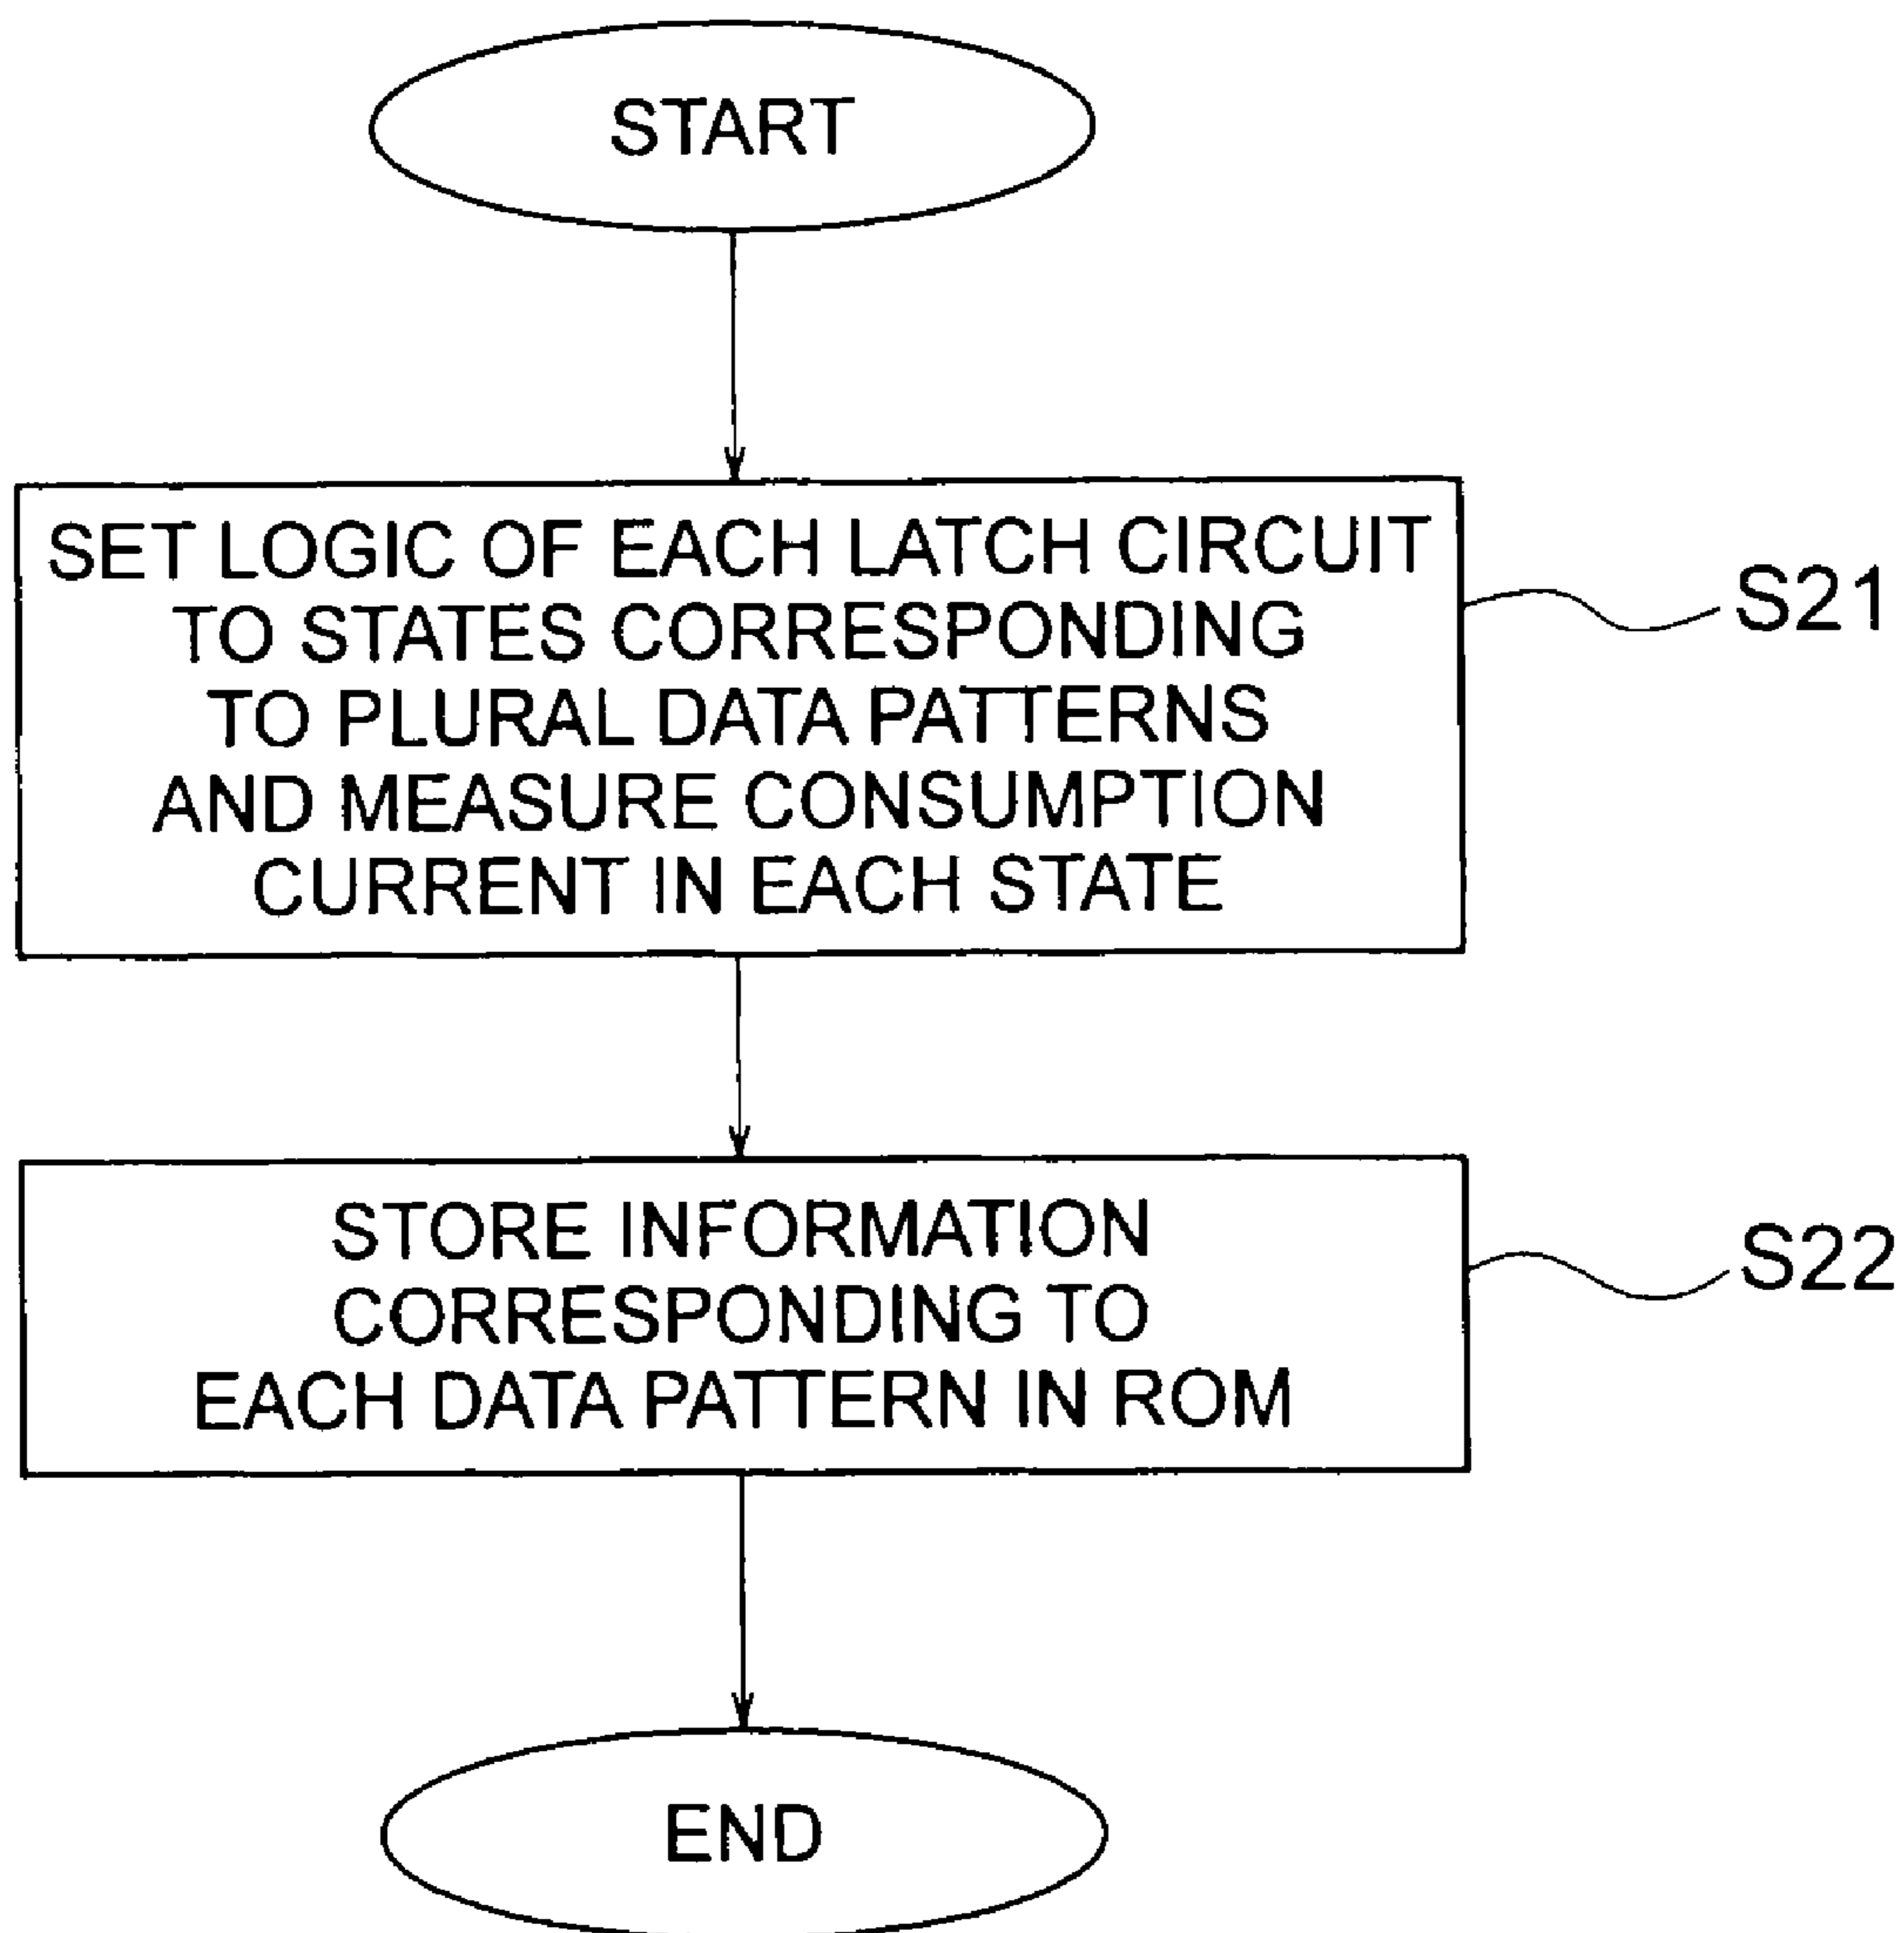 START
SET LOGIC OF EACH LATCH CIRCUIT
TO STATES CORRESPONDING
TO PLURAL DATA PATTERNS
AND MEASURE CONSUMPTION
CURRENT IN EACH STATE
S21
STORE INFORMATION
CORRESPONDING TO
EACH DATA PATTERN IN ROM
S22
END